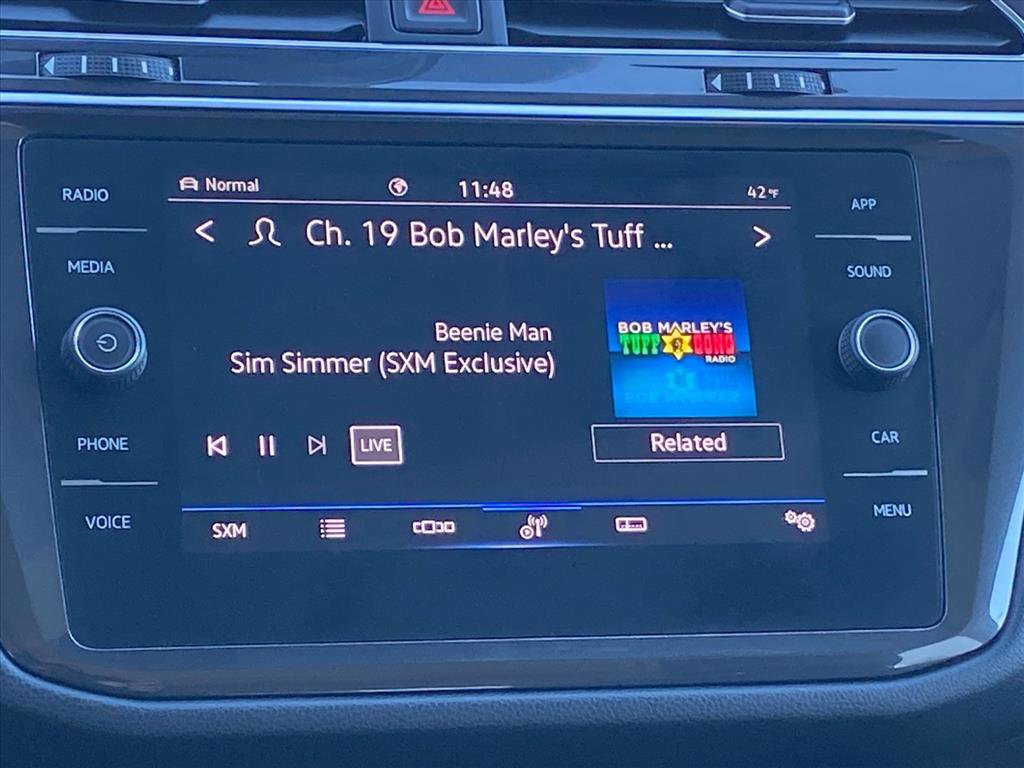 RADIO
MEDIA
PHONE
VOICE
Normal
11:48
42°F
< Ch. 19 Bob Marley's Tuff ... >
Beenie Man
Sim Simmer (SXM Exclusive)
BOB MARLEY'S
TUFF GONG
RADIO
LIVE
Related
SXM
APP
SOUND
CAR
MENU